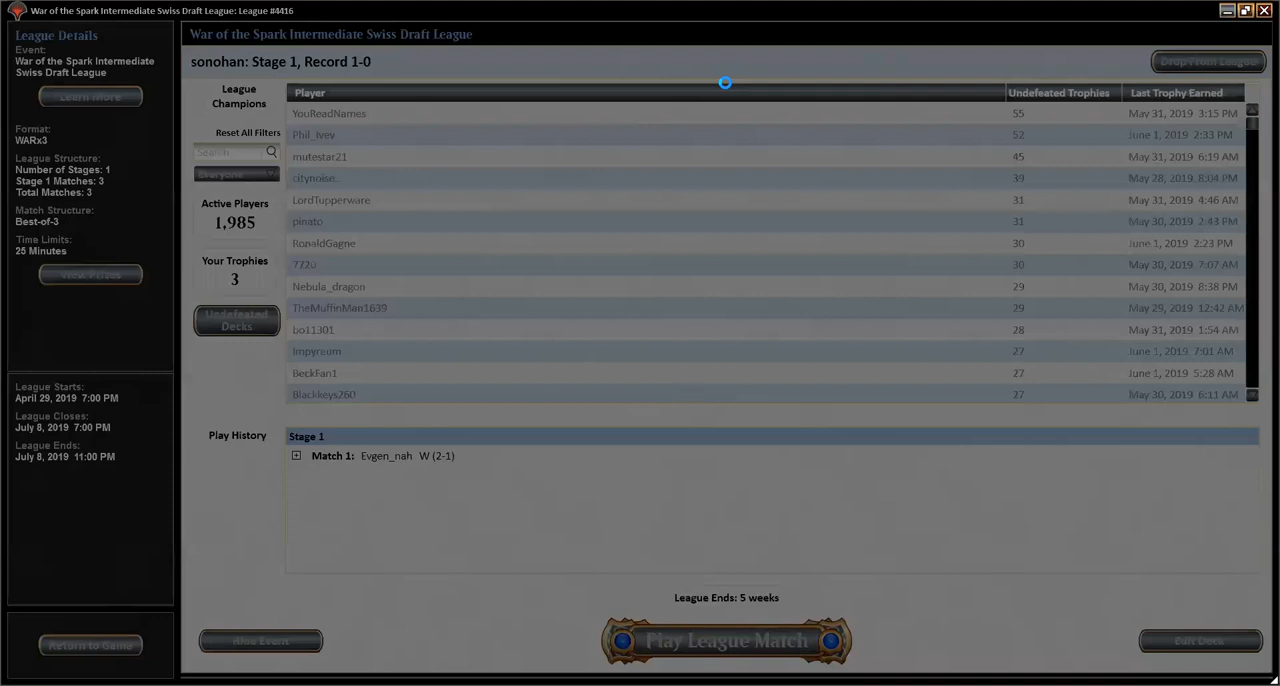 War of the Spark Intermediate Swiss Draft League: League #4416
League Details
Event:
War of the Spark Intermediate
Swiss Draft League
Learn More
Format:
WARx3
League Structure:
Number of Stages: 1
Stage 1 Matches: 3
Total Matches: 3
Match Structure:
Best-of-3
Time Limits:
25 Minutes
View Prizes
League Starts:
April 29, 2019 7:00 PM
League Closes:
July 8, 2019 7:00 PM
League Ends:
July 8, 2019 11:00 PM
Return to Game
War of the Spark Intermediate Swiss Draft League
sonohan: Stage 1, Record 1-0
Drop From League
League
Champions
Reset All Filters
Search
Everyone
Active Players
1,985
Your Trophies
3
Undefeated
Decks
Player Undefeated Trophies Last Trophy Earned
YouReadNames 55 May 31, 2019 3:15 PM
Phil_Ivey 52 June 1, 2019 2:33 PM
mutestar21 45 May 31, 2019 6:19 AM
citynoise_ 39 May 28, 2019 8:04 PM
LordTupperware 31 May 31, 2019 4:46 AM
pinato 31 May 30, 2019 2:43 PM
RonaldGagne 30 June 1, 2019 2:23 PM
7720 30 May 30, 2019 7:07 AM
Nebula_dragon 29 May 30, 2019 8:38 PM
TheMuffinMan1639 29 May 29, 2019 12:42 AM
bo11301 28 May 31, 2019 1:54 AM
Impyreum 27 June 1, 2019 7:01 AM
BeckFan1 27 June 1, 2019 5:28 AM
Blackkeys260 27 May 30, 2019 6:11 AM
Play History
Stage 1
Match 1: Evgen_nah W (2-1)
League Ends: 5 weeks
Hide Event
Play League Match
Edit Deck